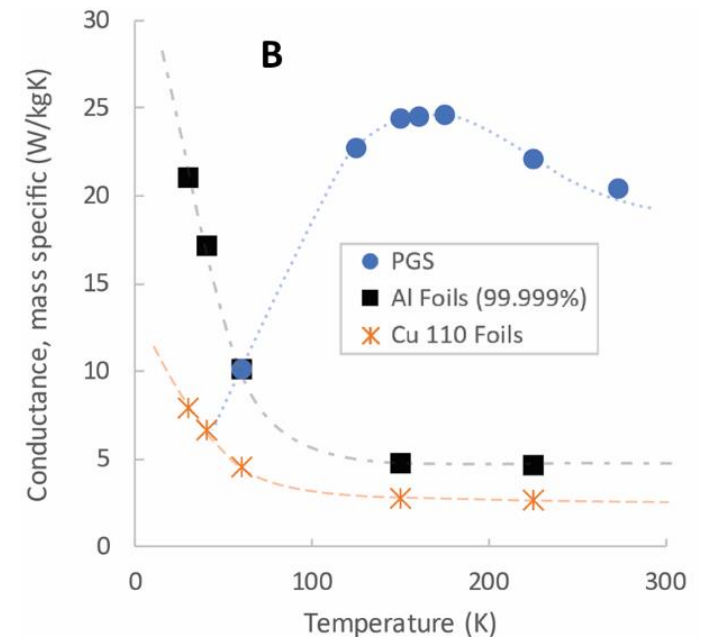 B
Conductance, mass specific (W/kgK)
30
25
20
15
10
5
0
PGS
Al Foils (99.999%)
Cu 110 Foils
0 100 200 300
Temperature (K)